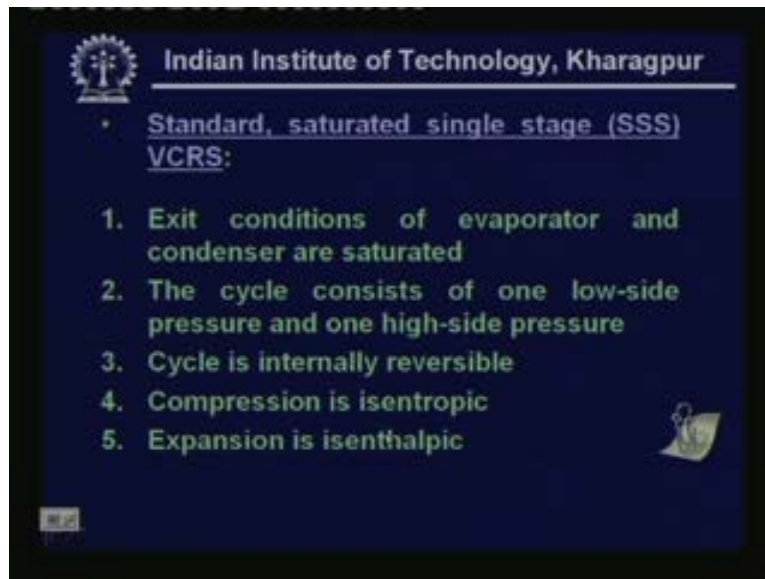 Indian Institute of Technology, Kharagpur
• Standard, saturated single stage (SSS)
VCRS:
1. Exit conditions of evaporator and
condenser are saturated
2. The cycle consists of one low-side
pressure and one high-side pressure
3. Cycle is internally reversible
4. Compression is isentropic
5. Expansion is isenthalpic